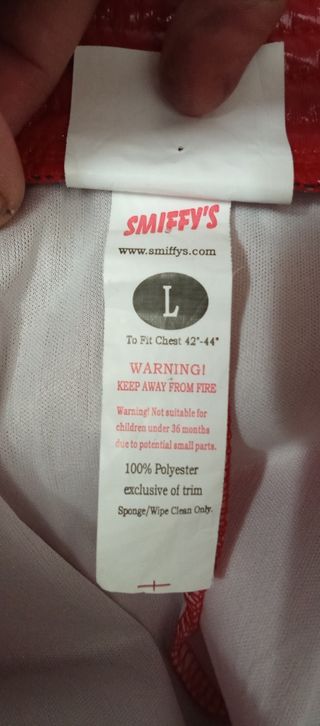 SMIFFY'S
www.smiffys.com
L
To Fit Chest 42"-44"
WARNING!
KEEP AWAY FROM FIRE
Warning! Not suitable for
children under 36 months
due to potential small parts.
100% Polyester
exclusive of trim
Sponge/Wipe Clean Only.